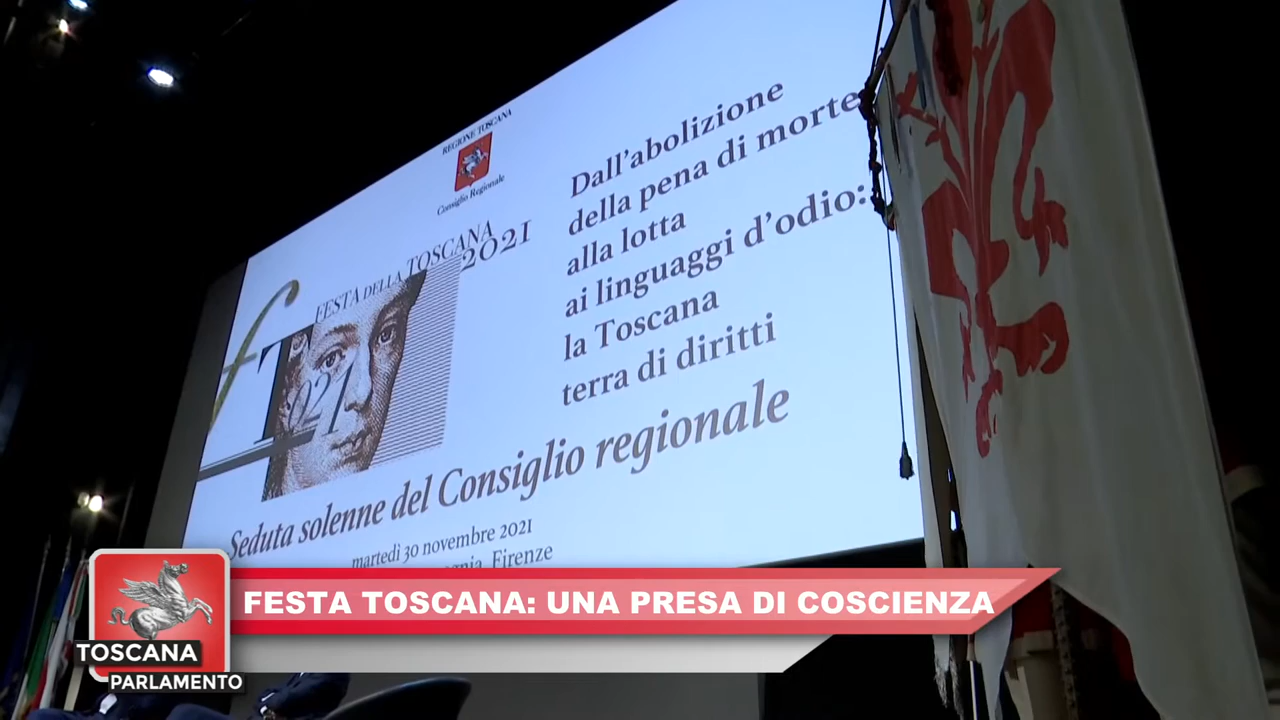 REGIONE TOSCANA
Consiglio Regionale
FESTA DELLA TOSCANA
2021
fT
021
Dall'abolizione
della pena di morte
alla lotta
ai linguaggi d'odio:
la Toscana
terra di diritti
Seduta solenne del Consiglio regionale
martedì 30 novembre 2021
Firenze
FESTA TOSCANA: UNA PRESA DI COSCIENZA
TOSCANA
PARLAMENTO